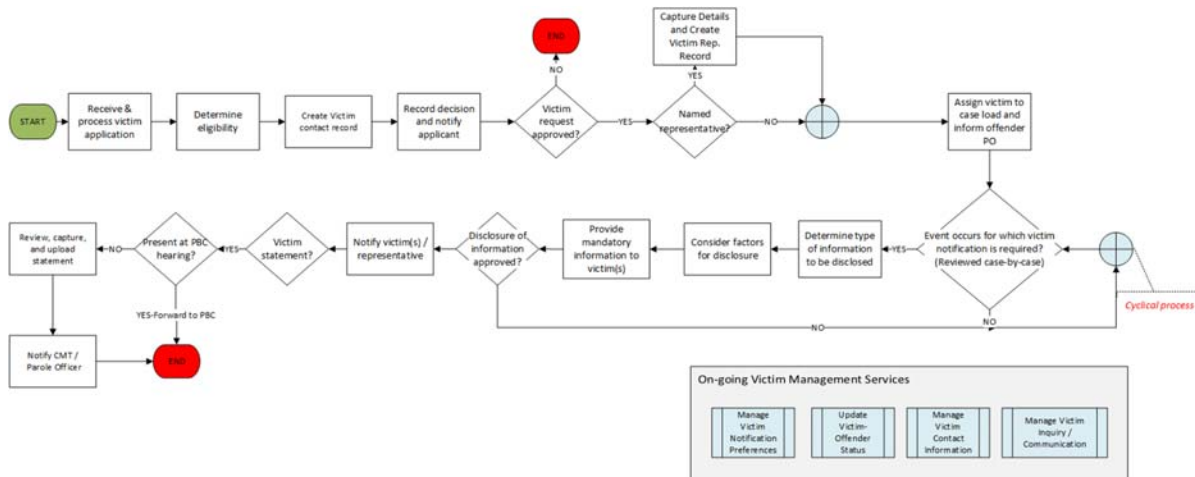 START
Receive &
process victim
application
Determine
eligibility
Create Victim
contact record
Record decision
and notify
applicant
Victim
request
approved?
NO
END
YES
Named
representative?
YES
Capture Details
and Create
Victim Rep.
Record
NO
Assign victim to
case load and
inform offender
PO
Event occurs for which victim
notification is required?
(Reviewed case-by-case)
Cyclical process
NO
YES
Determine type
of information
to be disclosed
Consider factors
for disclosure
Provide
mandatory
information to
victim(s)
Disclosure of
information
approved?
NO
Notify victim(s) /
representative
Victim
statement?
YES
Present at PBC
hearing?
NO
YES-Forward to PBC
END
Review, capture,
and upload
statement
Notify CMT /
Parole Officer
On-going Victim Management Services
Manage
Victim
Notification
Preferences
Update
Victim-
Offender
Status
Manage
Victim
Contact
Information
Manage Victim
Inquiry /
Communication